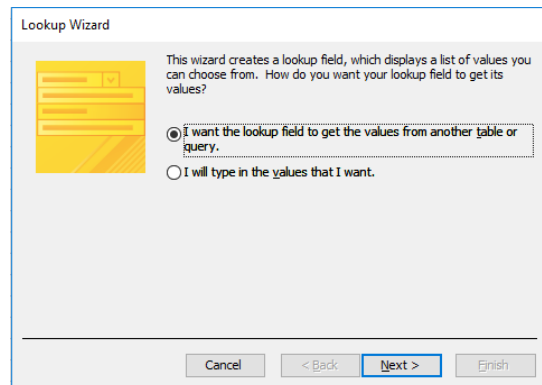 Lookup Wizard
This wizard creates a lookup field, which displays a list of values you
can choose from.  How do you want your lookup field to get its
values?
I want the lookup field to get the values from another table or
query.
I will type in the values that I want.
Cancel
< Back
Next >
Finish